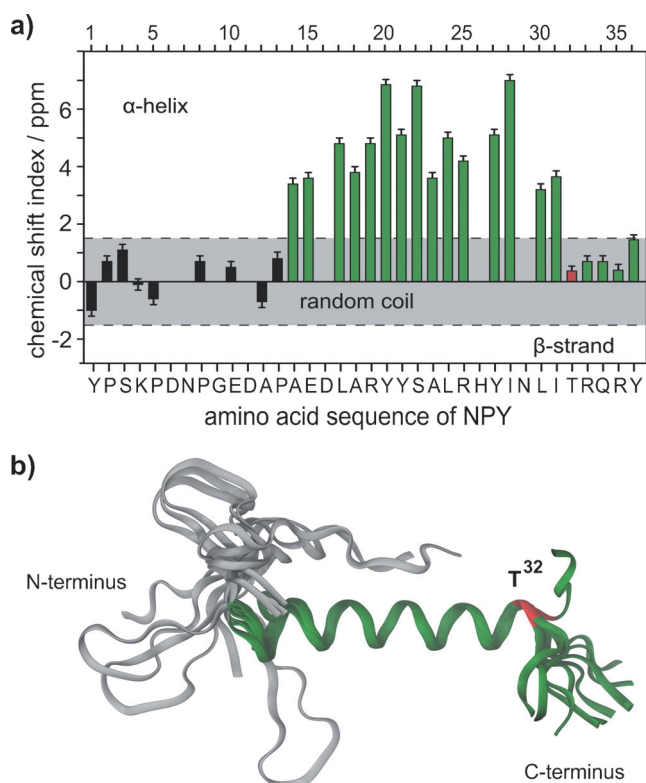 a)
1 5 10 15 20 25 30 35
6
4
2
0
-2
chemical shift index / ppm
α-helix
random coil
β-strand
YPSKPDNPGEDAPAEDLARYYSALRHYINLITRQRY
amino acid sequence of NPY
b)
N-terminus
T³²
C-terminus